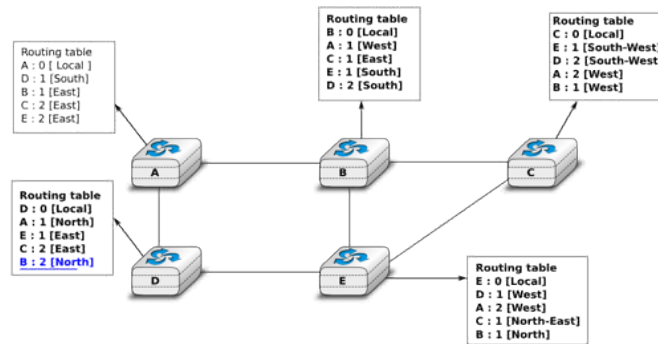 Routing table
A : 0 [ Local ]
D : 1 [South]
B : 1 [East]
C : 2 [East]
E : 2 [East]
Routing table
B : 0 [Local]
A : 1 [West]
C : 1 [East]
E : 1 [South]
D : 2 [South]
Routing table
C : 0 [Local]
E : 1 [South-West]
D : 2 [South-West]
A : 2 [West]
B : 1 [West]
A
B
C
Routing table
D : 0 [Local]
A : 1 [North]
E : 1 [East]
C : 2 [East]
B : 2 [North]
D
E
Routing table
E : 0 [Local]
D : 1 [West]
A : 2 [West]
C : 1 [North-East]
B : 1 [North]